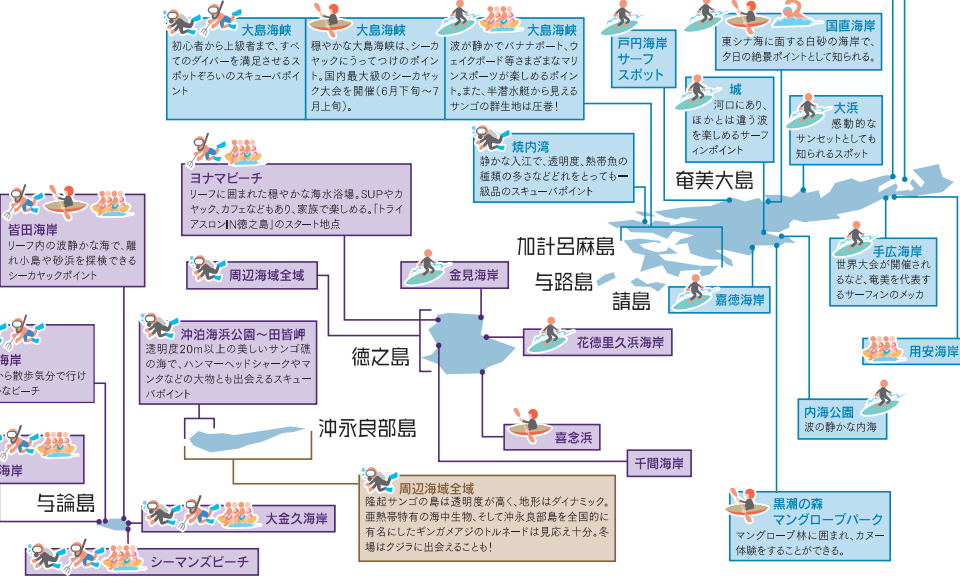 大島海峡
初心者から上級者まで、すべ
てのダイバーを満足させるス
ポットぞろいのスキューバポイ
ント
大島海峡
穏やかな大島海峡は、シーカ
ヤックにうってつけのポイン
ト。国内最大級のシーカヤッ
ク大会を開催(6月下旬〜7
月上旬)。
大島海峡
波が静かでバナナボート、ウ
ェイクボード等さまざまなマリ
ンスポーツが楽しめるポイン
ト。また、半潜水艇から見える
サンゴの群生地は圧巻!
戸円海岸
サーフ
スポット
国直海岸
東シナ海に面する白砂の海岸で、
夕日の絶景ポイントとして知られる。
城
河口にあり、
ほかとは違う波
を楽しめるサーフ
ィンポイント
大浜
感動的な
サンセットとしても
知られるスポット
焼内湾
静かな入江で、透明度、熱帯魚の
種類の多さなどどれをとっても一
級品のスキューバポイント
奄美大島
ヨナマビーチ
リーフに囲まれた穏やかな海水浴場。SUPやカ
ヤック、カフェなどもあり、家族で楽しめる。「トライ
アスロンIN徳之島」のスタート地点
皆田海岸
リーフ内の波静かな海で、離
れ小島や砂浜を探検できる
シーカヤックポイント
加計呂麻島
与路島
請島
手広海岸
世界大会が開催され
るなど、奄美を代表す
るサーフィンのメッカ
周辺海域全域
金見海岸
嘉徳海岸
沖泊海浜公園〜田皆岬
透明度20m以上の美しいサンゴ礁
の海で、ハンマーヘッドシャークやマ
ンタなどの大物とも出会えるスキュー
バポイント
徳之島
花徳里久浜海岸
用安海岸
海岸
から散歩気分で行け
かなビーチ
内海公園
波の静かな内海
沖永良部島
喜念浜
千間海岸
海岸
与論島
大金久海岸
シーマンズビーチ
周辺海域全域
隆起サンゴの島は透明度が高く、地形はダイナミック。
亜熱帯特有の海中生物、そして沖永良部島を全国的に
有名にしたギンガメアジのトルネードは見応え十分。冬
場はクジラに出会えることも!
黒潮の森
マングローブパーク
マングローブ林に囲まれ、カヌー
体験をすることができる。